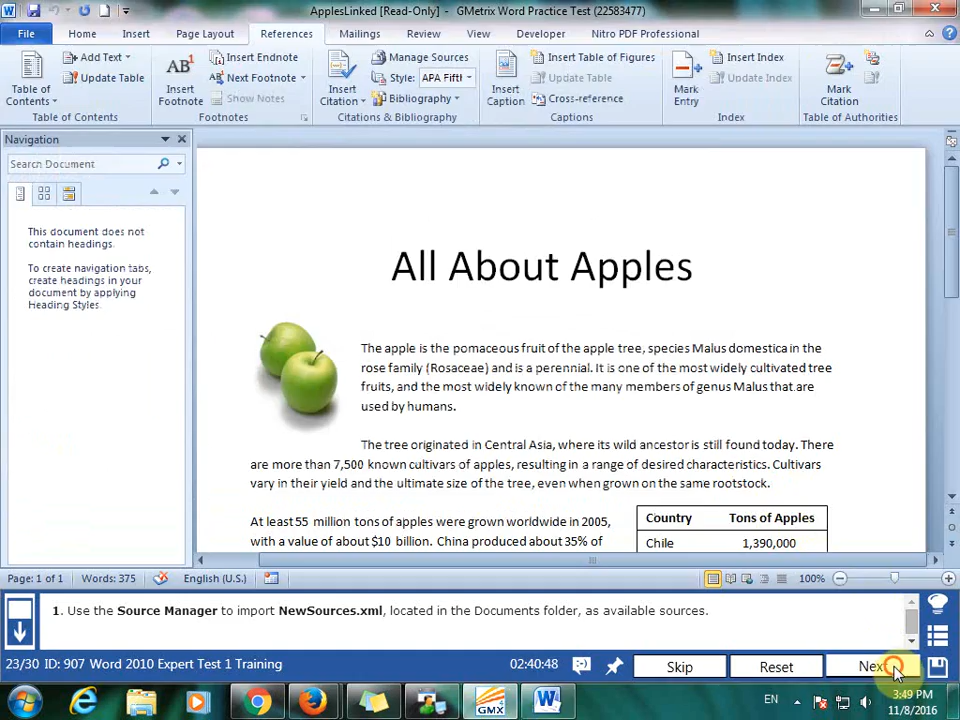 ApplesLinked [Read-Only] - GMetrix Word Practice Test (22583477)
File Home Insert Page Layout References Mailings Review View Developer Nitro PDF Professional
Table of Contents
Add Text
Update Table
Table of Contents
AB1
Insert Footnote
Insert Endnote
Next Footnote
Show Notes
Footnotes
Insert Citation
Manage Sources
Style: APA Fift
Bibliography
Citations & Bibliography
Insert Caption
Insert Table of Figures
Update Table
Cross-reference
Captions
Mark Entry
Insert Index
Update Index
Index
Mark Citation
Table of Authorities
Navigation
Search Document
This document does not
contain headings.
To create navigation tabs,
create headings in your
document by applying
Heading Styles.
All About Apples
The apple is the pomaceous fruit of the apple tree, species Malus domestica in the
rose family (Rosaceae) and is a perennial. It is one of the most widely cultivated tree
fruits, and the most widely known of the many members of genus Malus that are
used by humans.
The tree originated in Central Asia, where its wild ancestor is still found today. There
are more than 7,500 known cultivars of apples, resulting in a range of desired characteristics. Cultivars
vary in their yield and the ultimate size of the tree, even when grown on the same rootstock.
At least 55 million tons of apples were grown worldwide in 2005,
with a value of about $10 billion. China produced about 35% of
Country Tons of Apples
Chile 1,390,000
Page: 1 of 1 Words: 375 English (U.S.) 100%
1. Use the Source Manager to import NewSources.xml, located in the Documents folder, as available sources.
23/30 ID: 907 Word 2010 Expert Test 1 Training 02:40:48 Skip Reset Next
GMX
EN
3:49 PM
11/8/2016